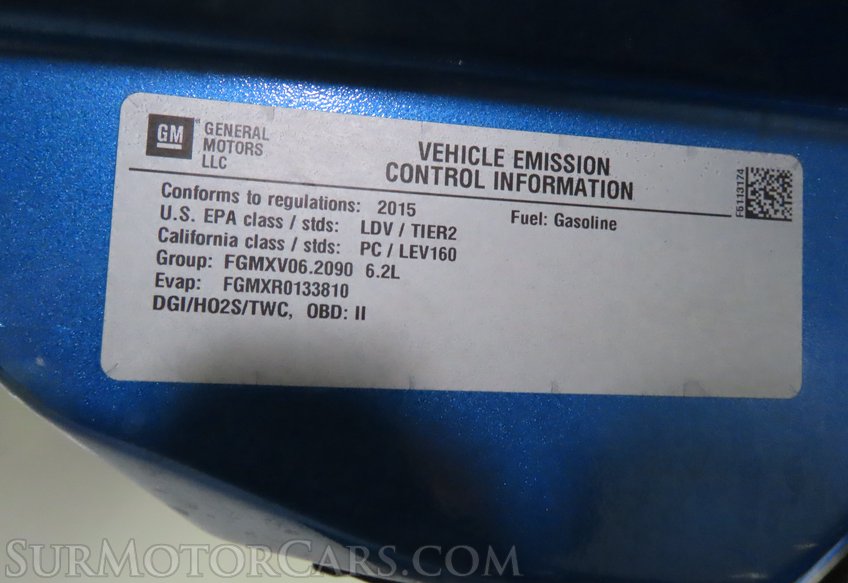 GM
GENERAL
MOTORS
LLC
VEHICLE EMISSION
CONTROL INFORMATION
F6113174
Conforms to regulations: 2015
Fuel: Gasoline
U.S. EPA class / stds: LDV / TIER2
California class / stds: PC / LEV160
Group: FGMXV06.2090 6.2L
Evap: FGMXR0133810
DGI/HO2S/TWC, OBD: II
SURMOTORCARS.COM